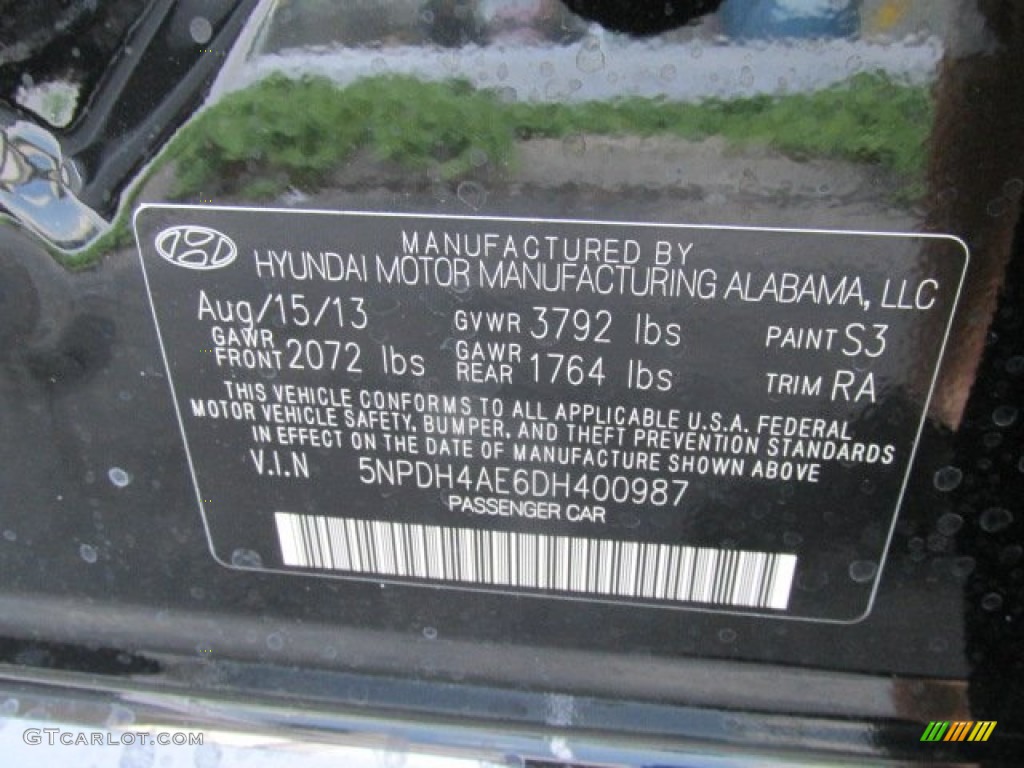 MANUFACTURED BY
HYUNDAI MOTOR MANUFACTURING ALABAMA, LLC
Aug/15/13 GVWR 3792 lbs PAINT S3
GAWR FRONT 2072 lbs GAWR REAR 1764 lbs TRIM RA
THIS VEHICLE CONFORMS TO ALL APPLICABLE U.S.A. FEDERAL
MOTOR VEHICLE SAFETY, BUMPER, AND THEFT PREVENTION STANDARDS
IN EFFECT ON THE DATE OF MANUFACTURE SHOWN ABOVE
V.I.N 5NPDH4AE6DH400987
PASSENGER CAR
GTCARLOT.COM